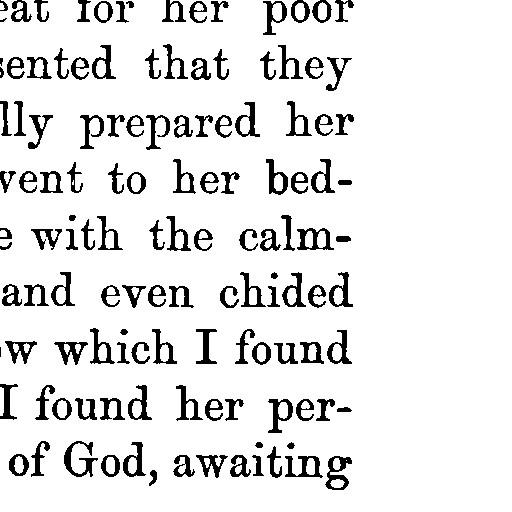 eat for her poor
sented that they
lly prepared her
went to her bed-
e with the calm-
and even chided
ow which I found
I found her per-
of God, awaiting